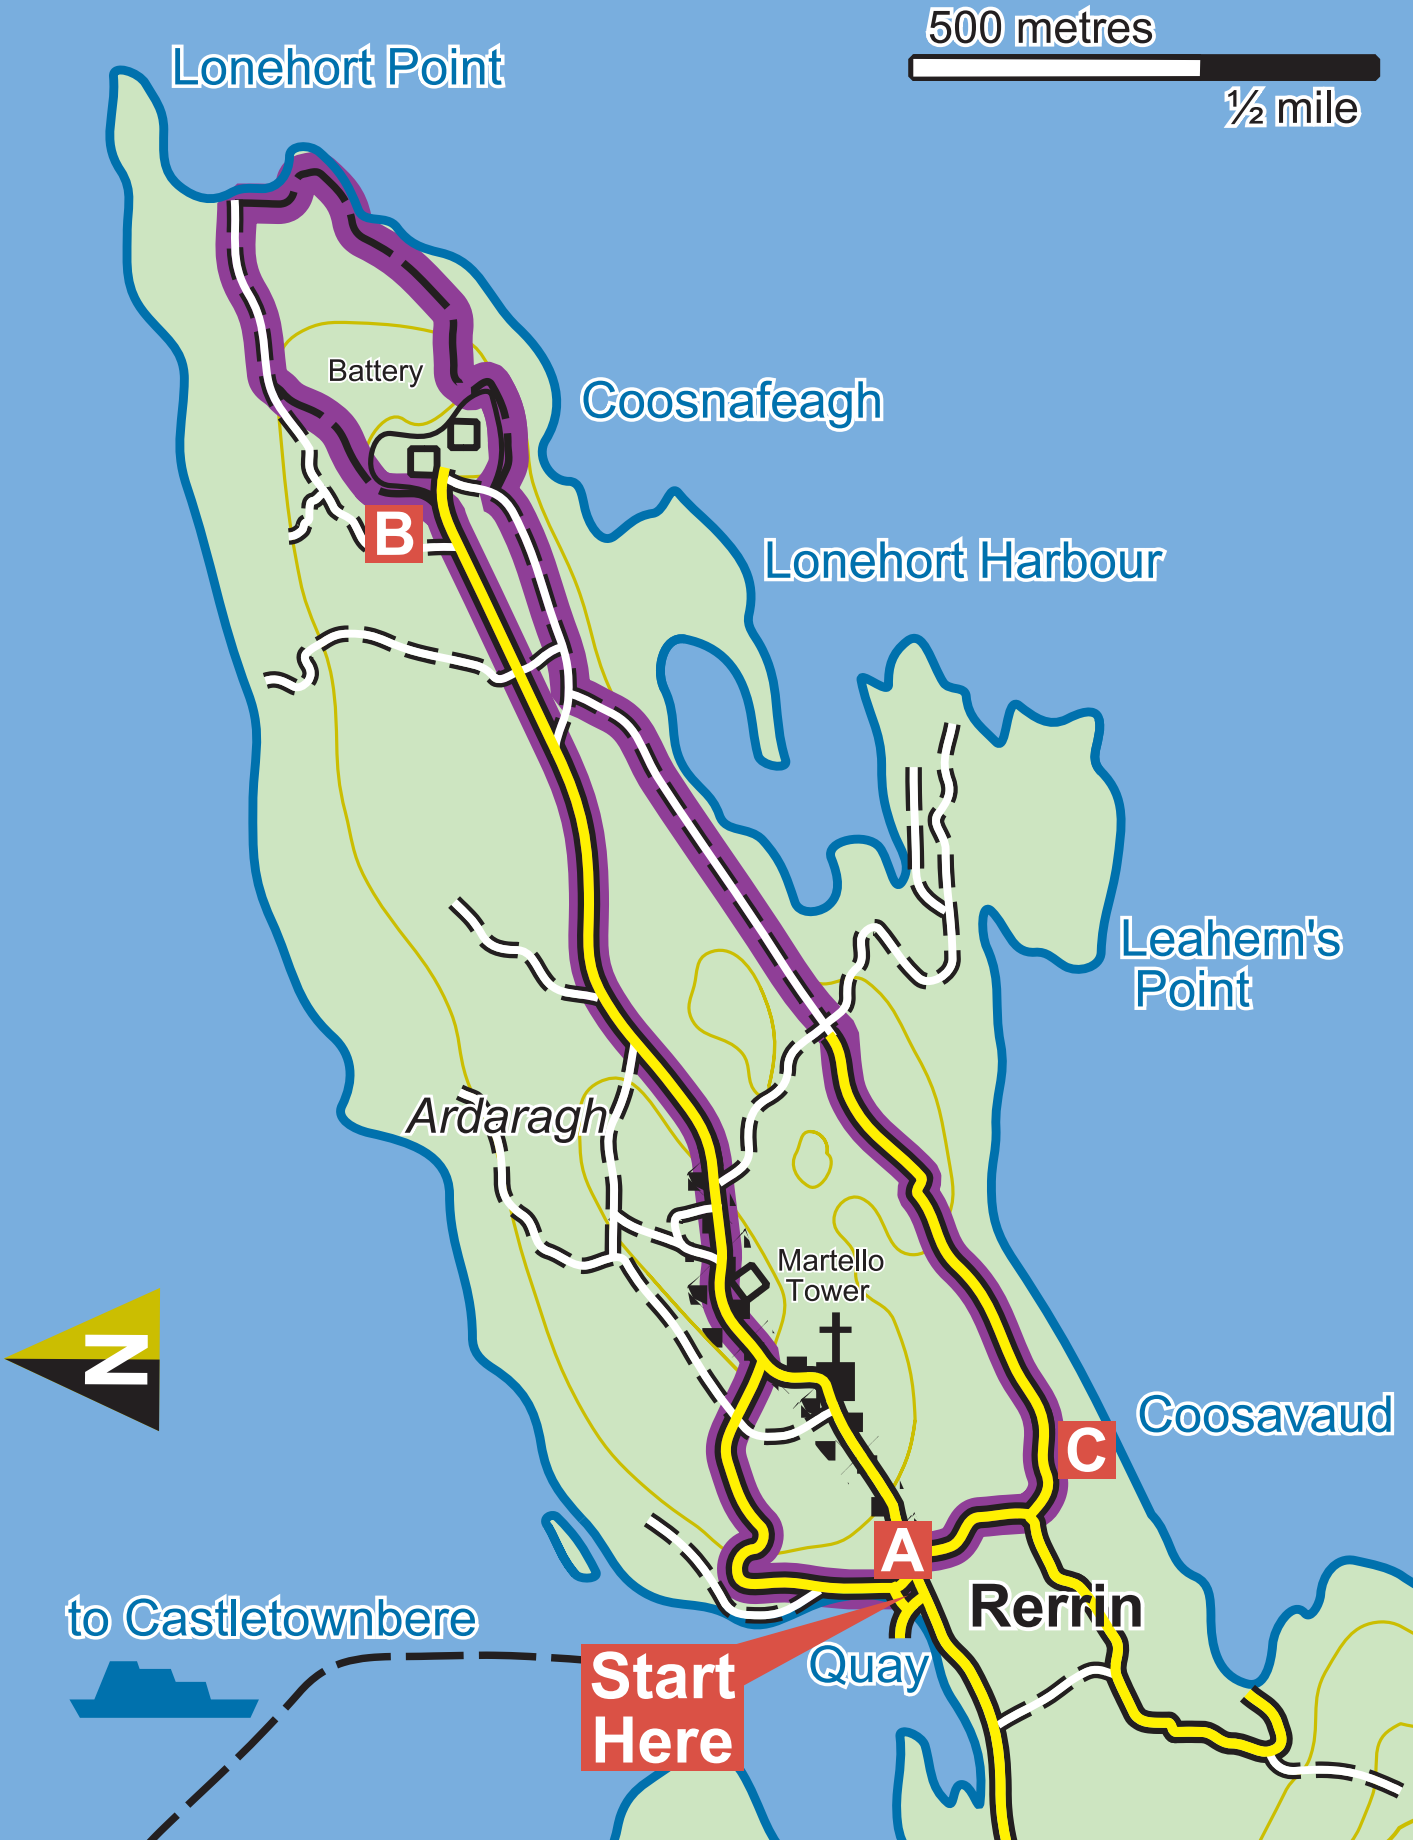 500 metres
½ mile
Lonehort Point
Battery
Coosnafeagh
B
Lonehort Harbour
Leahern's
Point
Ardaragh
Martello
Tower
N
C
Coosavaud
A
Rerrin
to Castletownbere
Start
Here
Quay